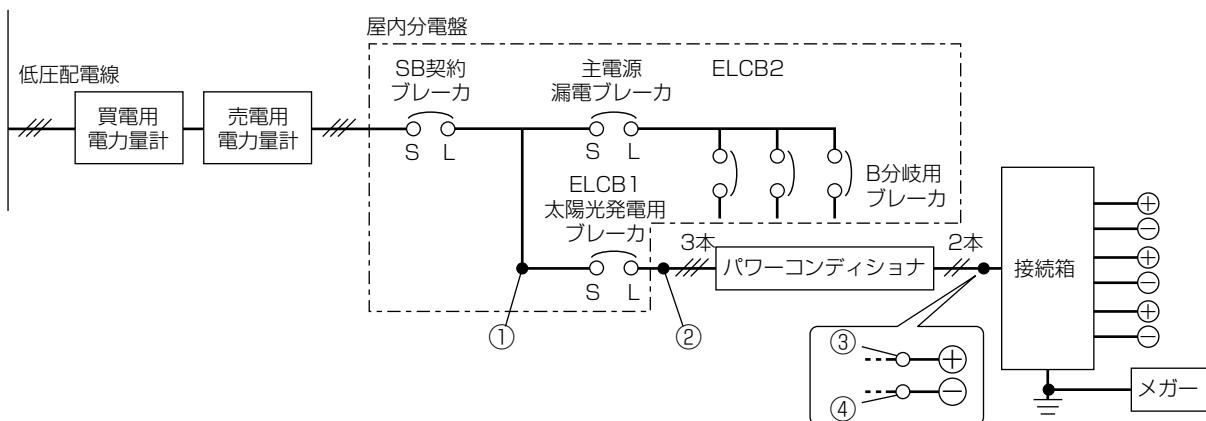 屋内分電盤
低圧配電線
買電用
電力量計
売電用
電力量計
SB契約
ブレーカ
S L
主電源
漏電ブレーカ
S L
ELCB2
B分岐用
ブレーカ
ELCB1
太陽光発電用
ブレーカ
S L
3本
パワーコンディショナ
2本
接続箱
⊕
⊖
⊕
⊖
⊕
⊖
①
②
③
⊕
④
⊖
メガー